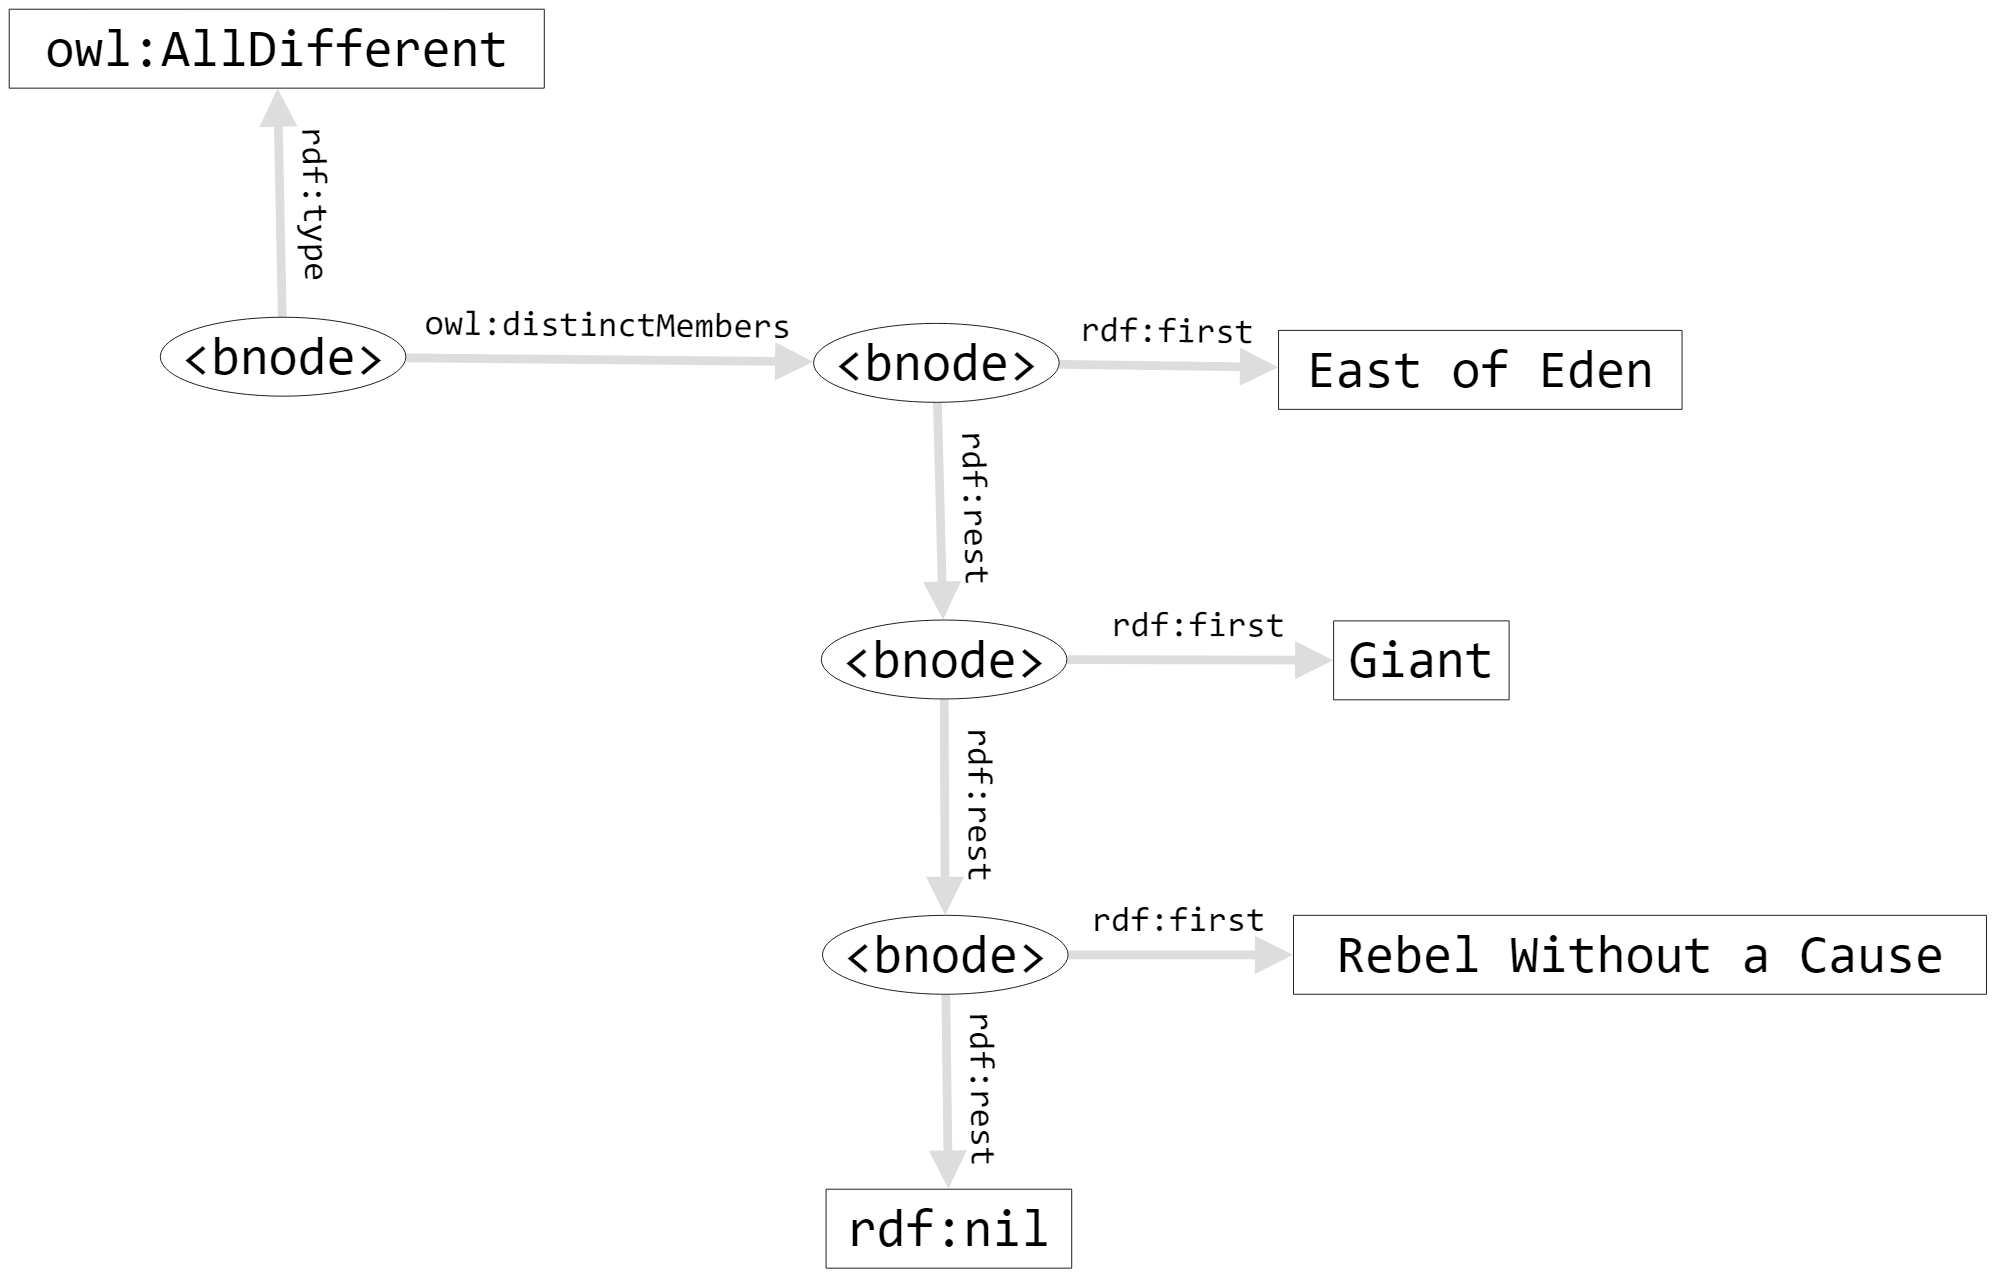 owl:AllDifferent
rdf:type
<bnode>
owl:distinctMembers
<bnode>
rdf:first
East of Eden
rdf:rest
<bnode>
rdf:first
Giant
rdf:rest
<bnode>
rdf:first
Rebel Without a Cause
rdf:rest
rdf:nil